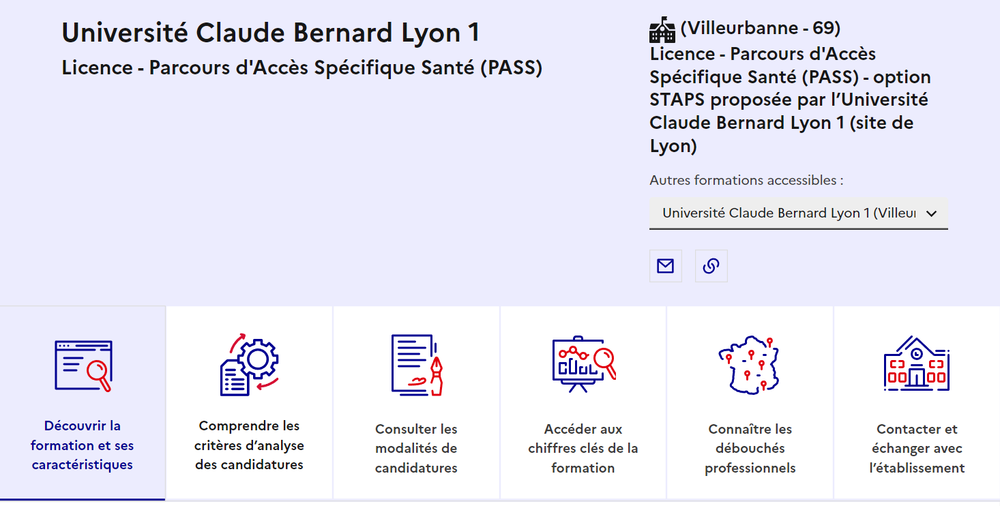 Université Claude Bernard Lyon 1
Licence - Parcours d'Accès Spécifique Santé (PASS)
(Villeurbanne - 69)
Licence - Parcours d'Accès
Spécifique Santé (PASS) - option
STAPS proposée par l’Université
Claude Bernard Lyon 1 (site de
Lyon)
Autres formations accessibles :
Université Claude Bernard Lyon 1 (Villeur
Découvrir la
formation et ses
caractéristiques
Comprendre les
critères d’analyse
des candidatures
Consulter les
modalités de
candidatures
Accéder aux
chiffres clés de la
formation
Connaître les
débouchés
professionnels
Contacter et
échanger avec
l’établissement